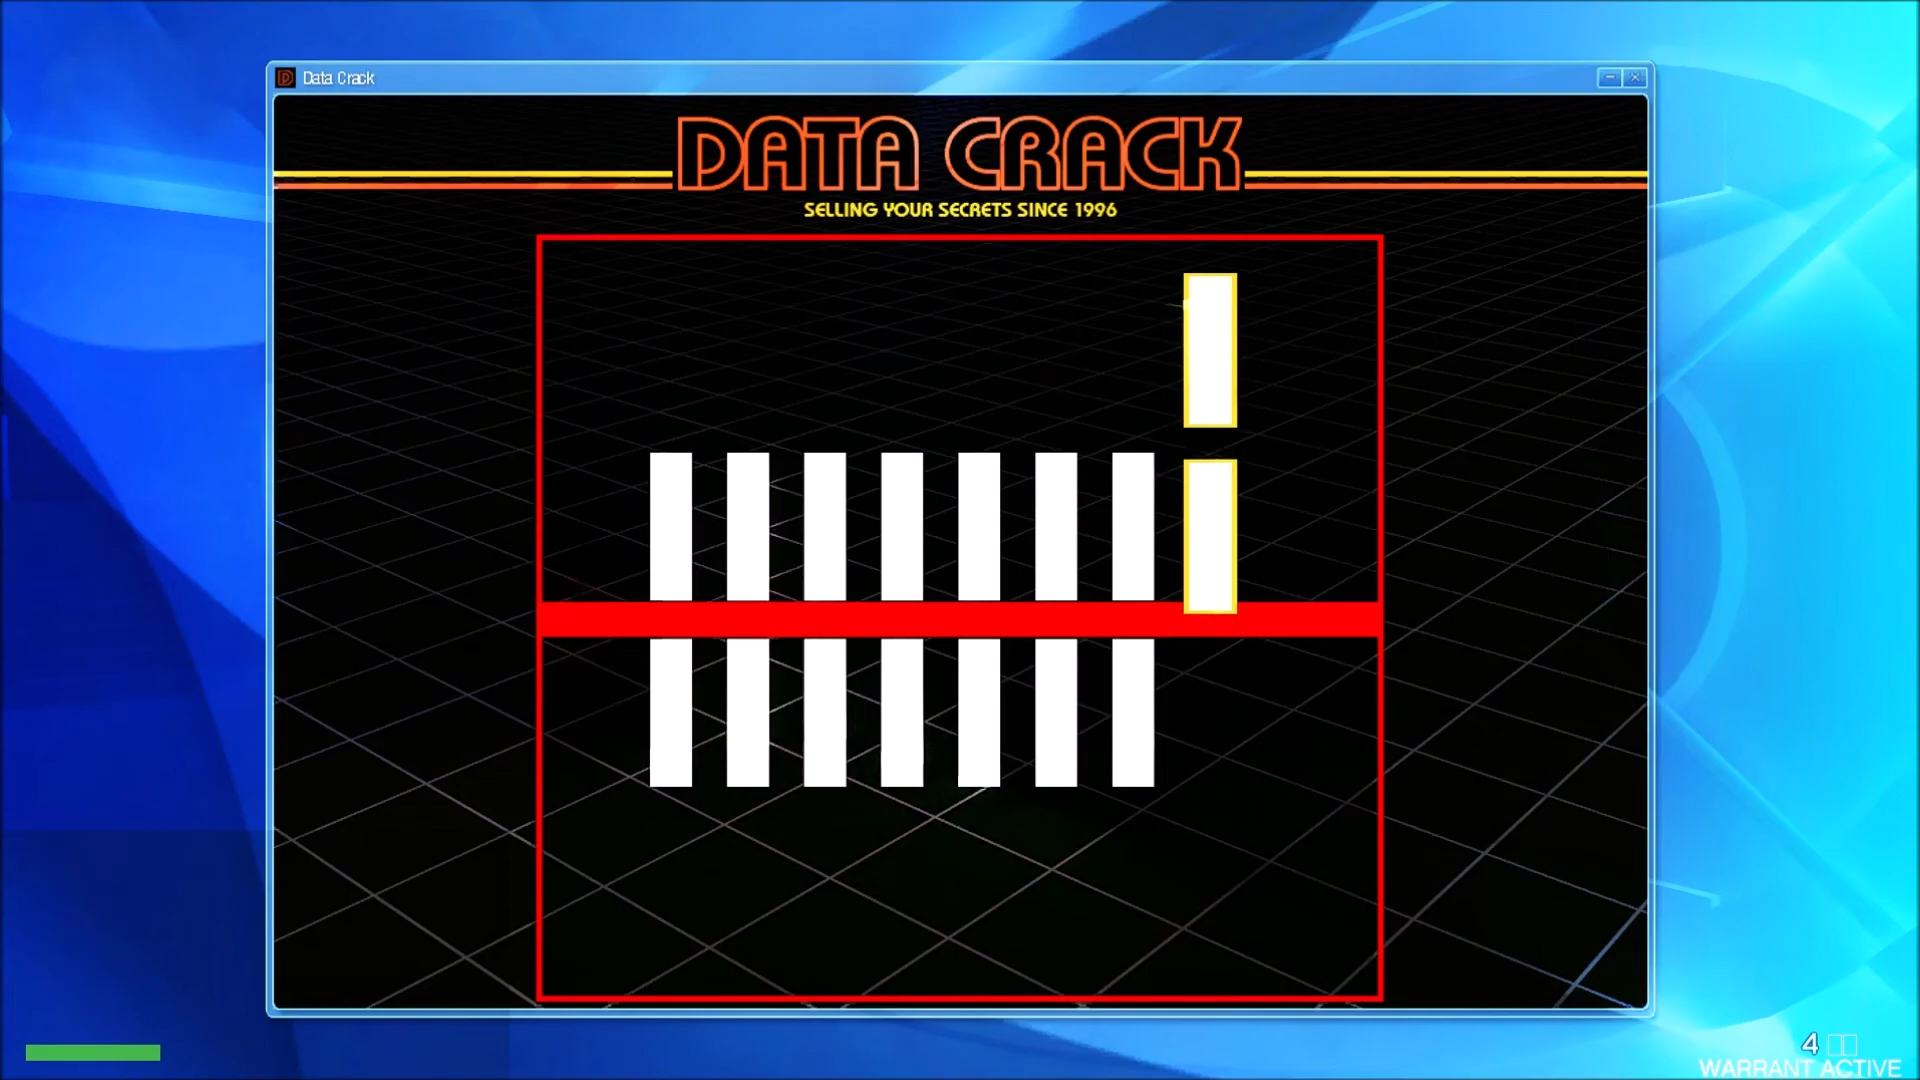 Data Crack
DATA CRACK
SELLING YOUR SECRETS SINCE 1996
4
WARRANT ACTIVE